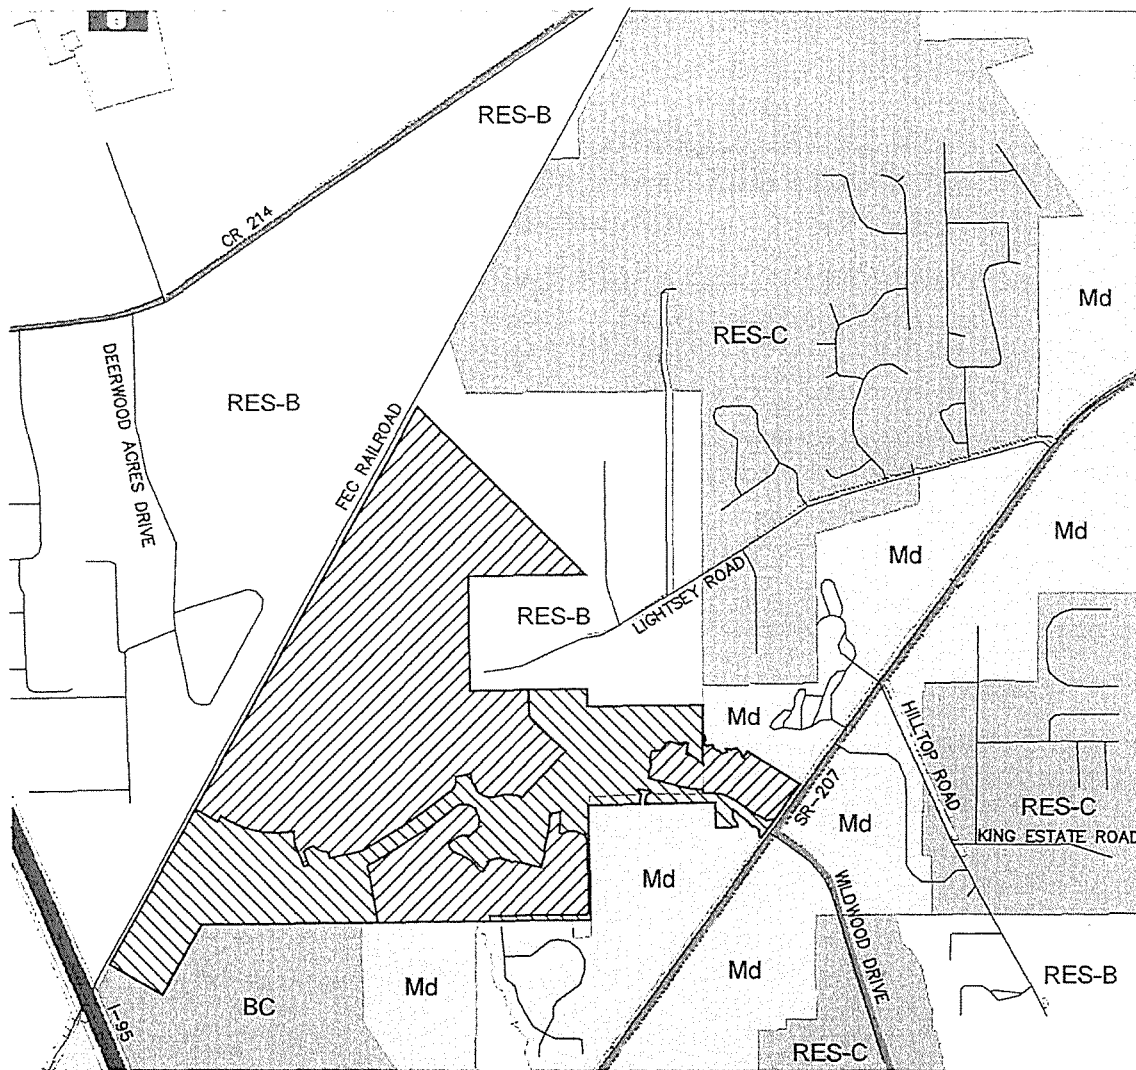 RES-B
CR 214
Md
RES-C
DEERWOOD ACRES DRIVE
RES-B
FEC RAILROAD
Md
Md
LIGHTSEY ROAD
RES-B
Md
HILLTOP ROAD
SR-207
RES-C
Md
KING ESTATE ROAD
Md
WILDWOOD DRIVE
Md
RES-B
Md
BC
I-95
RES-C